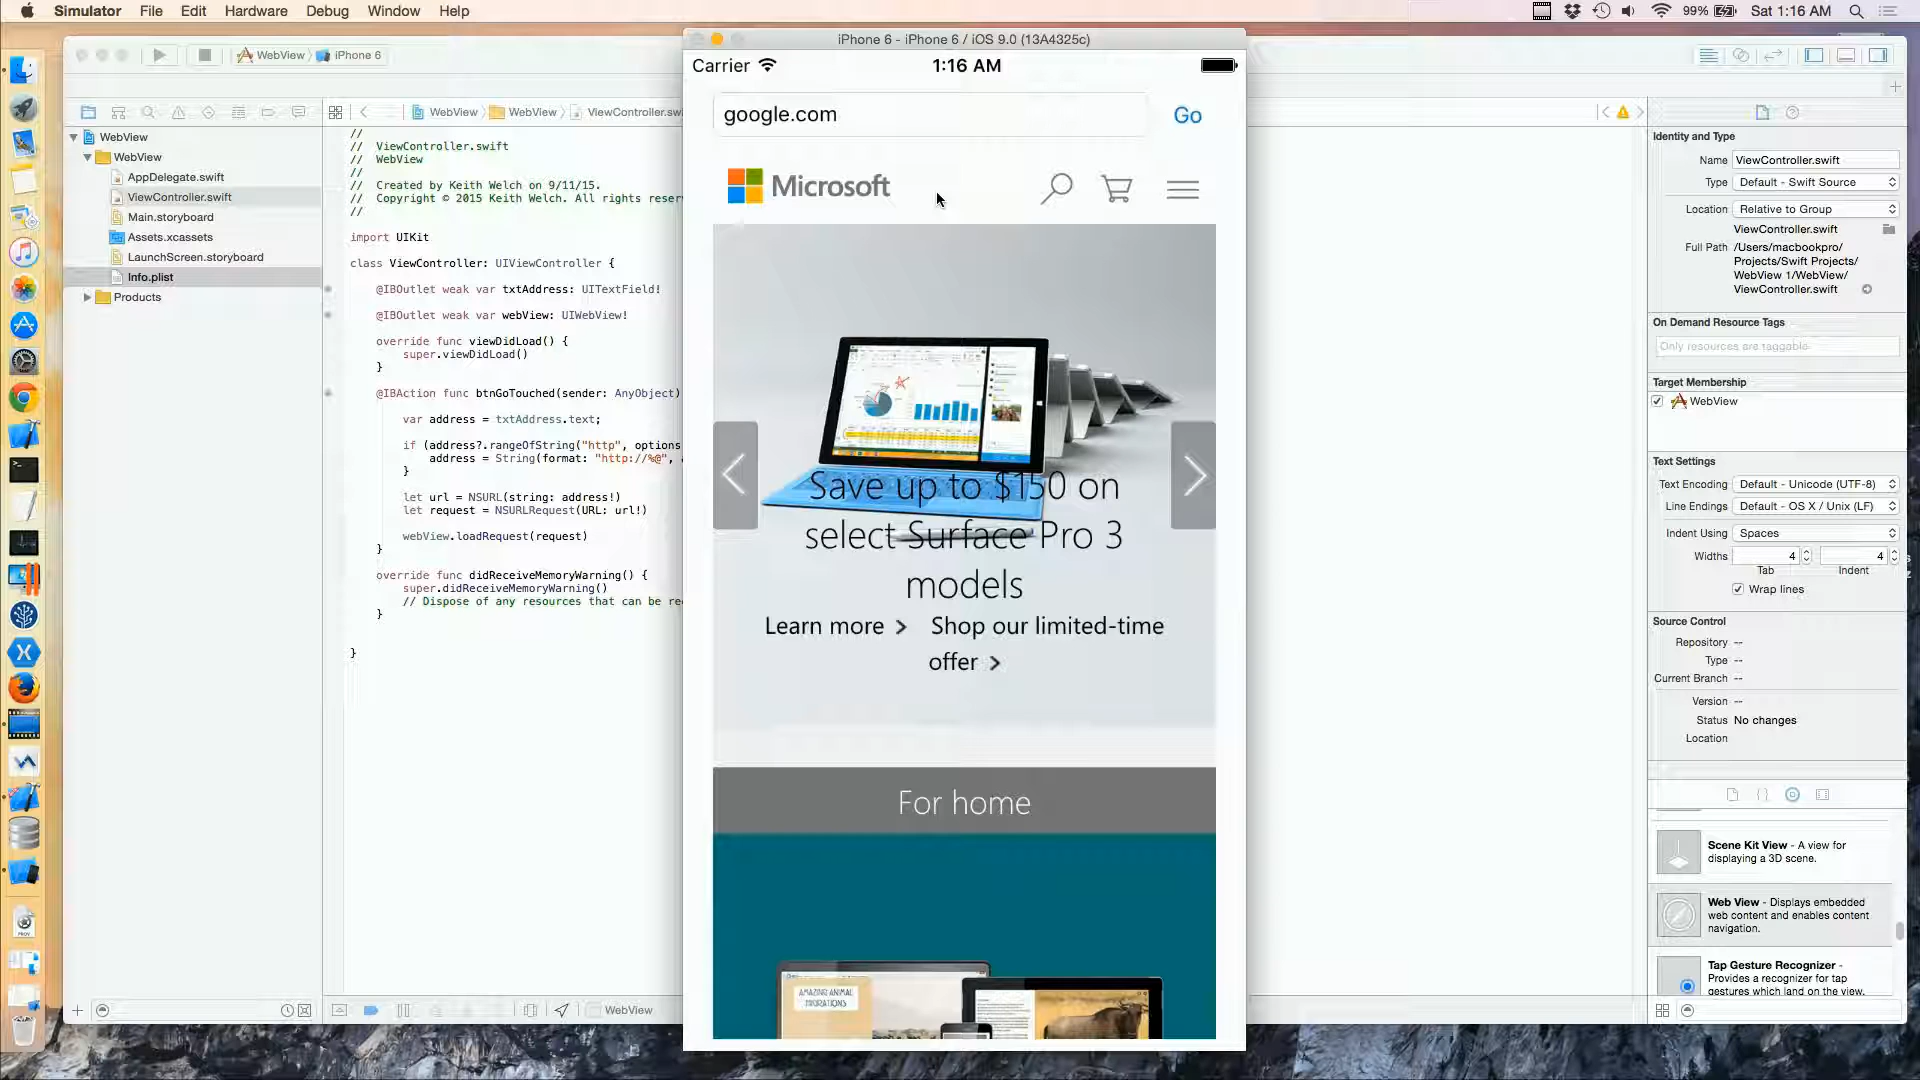 Simulator File Edit Hardware Debug Window Help
99% Sat 1:16 AM
WebView iPhone 6
iPhone 6 - iPhone 6 / iOS 9.0 (13A4325c)
Carrier 1:16 AM
google.com Go
Microsoft
Save up to $150 on
select Surface Pro 3
models
Learn more > Shop our limited-time
offer >
For home
AMAZING ANIMAL
MIGRATIONS
WebView
WebView
AppDelegate.swift
ViewController.swift
Main.storyboard
Assets.xcassets
LaunchScreen.storyboard
Info.plist
Products
WebView WebView ViewController.sw
//
// ViewController.swift
// WebView
//
// Created by Keith Welch on 9/11/15.
// Copyright © 2015 Keith Welch. All rights reser
//
import UIKit
class ViewController: UIViewController {
@IBOutlet weak var txtAddress: UITextField!
@IBOutlet weak var webView: UIWebView!
override func viewDidLoad() {
super.viewDidLoad()
}
@IBAction func btnGoTouched(sender: AnyObject)
var address = txtAddress.text;
if (address?.rangeOfString("http", options
address = String(format: "http://%@",
}
let url = NSURL(string: address!)
let request = NSURLRequest(URL: url!)
webView.loadRequest(request)
}
override func didReceiveMemoryWarning() {
super.didReceiveMemoryWarning()
// Dispose of any resources that can be re
}
}
WebView
Identity and Type
Name ViewController.swift
Type Default - Swift Source
Location Relative to Group
ViewController.swift
Full Path /Users/macbookpro/
Projects/Swift Projects/
WebView 1/WebView/
ViewController.swift
On Demand Resource Tags
Only resources are taggable
Target Membership
WebView
Text Settings
Text Encoding Default - Unicode (UTF-8)
Line Endings Default - OS X / Unix (LF)
Indent Using Spaces
Widths 4 4
Tab Indent
Wrap lines
Source Control
Repository --
Type --
Current Branch --
Version --
Status No changes
Location
Scene Kit View - A view for
displaying a 3D scene.
Web View - Displays embedded
web content and enables content
navigation.
Tap Gesture Recognizer -
Provides a recognizer for tap
gestures which land on the view.